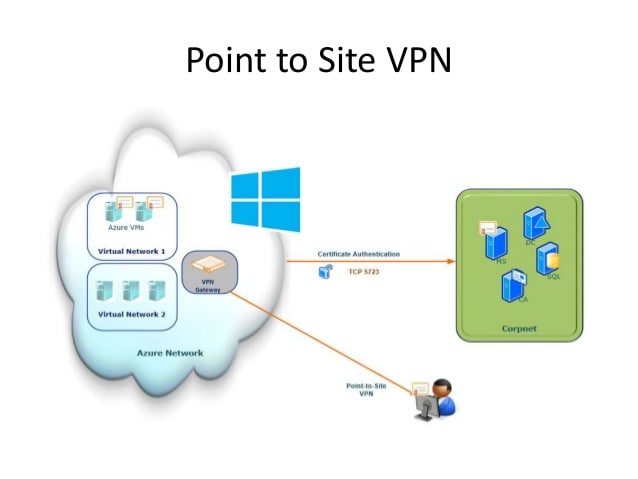 Point to Site VPN
Azure VMs
Virtual Network 1
VPN
Gateway
Virtual Network 2
Azure Network
Certificate Authentication
TCP 5723
DC
MS
SQL
CA
Corpnet
Point-to-Site
VPN